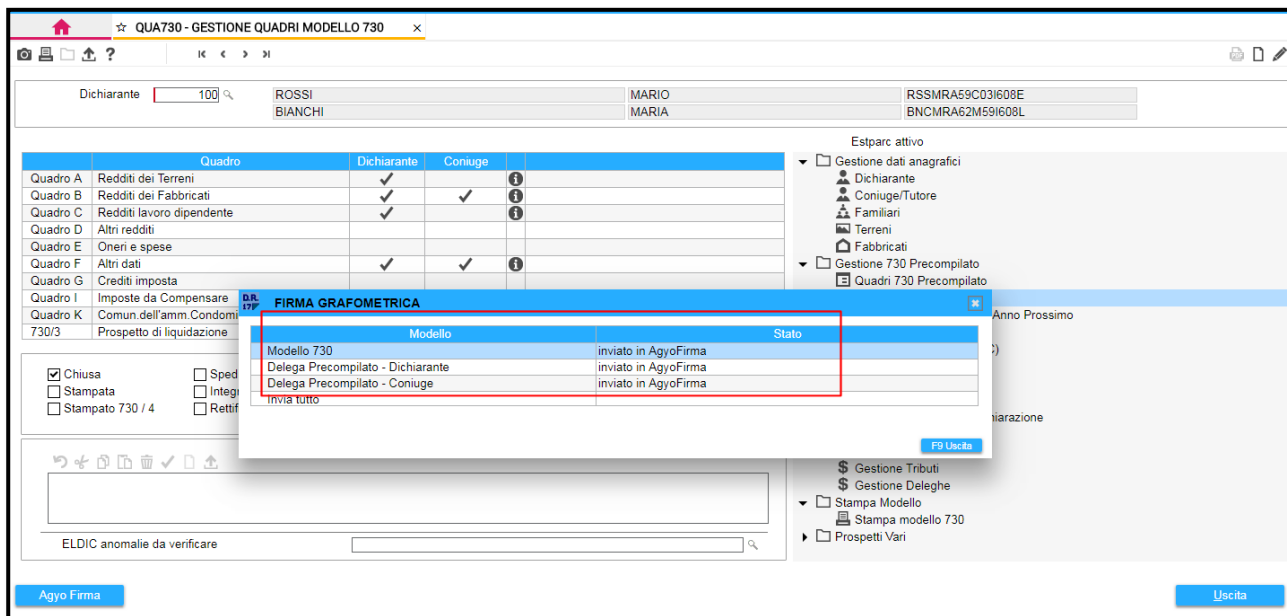 ☆ QUA730 - GESTIONE QUADRI MODELLO 730 ×
?
Dichiarante 100 ROSSI MARIO RSSMRA59C03I608E
BIANCHI MARIA BNCMRA62M59I608L
Estparc attivo
Quadro Dichiarante Coniuge
Quadro A Redditi dei Terreni
Quadro B Redditi dei Fabbricati
Quadro C Redditi lavoro dipendente
Quadro D Altri redditi
Quadro E Oneri e spese
Quadro F Altri dati
Quadro G Crediti imposta
Quadro I Imposte da Compensare
Quadro K Comun.dell'amm.Condomi
730/3 Prospetto di liquidazione
Gestione dati anagrafici
Dichiarante
Coniuge/Tutore
Familiari
Terreni
Fabbricati
Gestione 730 Precompilato
Quadri 730 Precompilato
Anno Prossimo
iarazione
$ Gestione Tributi
$ Gestione Deleghe
Stampa Modello
Stampa modello 730
Prospetti Vari
D.R. 17
FIRMA GRAFOMETRICA
Modello Stato
Modello 730 inviato in AgyoFirma
Delega Precompilato - Dichiarante inviato in AgyoFirma
Delega Precompilato - Coniuge inviato in AgyoFirma
Invia tutto
F9 Uscita
Chiusa Sped
Stampata Integr
Stampato 730 / 4 Rettif
ELDIC anomalie da verificare
Agyo Firma Uscita